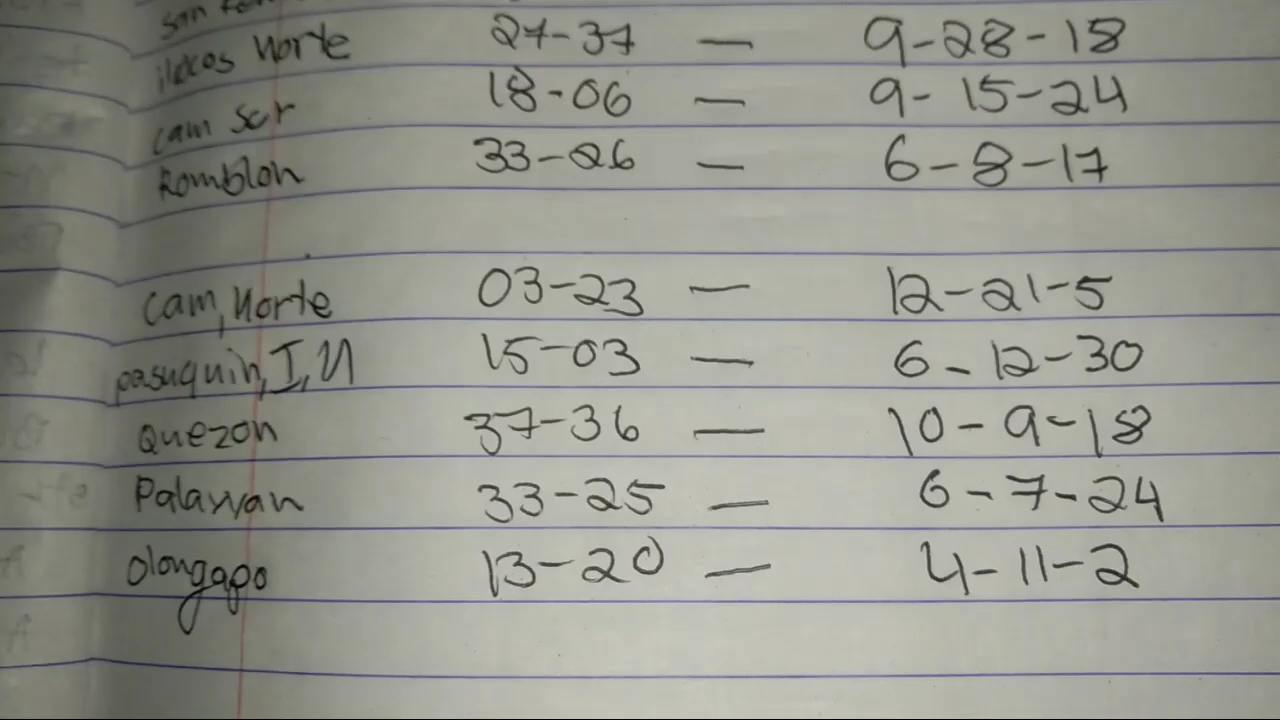 san
ilocos Norte 27-37 — 9-28-18
cam sur 18-06 — 9-15-24
Romblon 33-26 — 6-8-17
Cam, Norte 03-23 — 12-21-5
pasuquin, I, N 15-03 — 6-12-30
Quezon 37-36 — 10-9-18
Palawan 33-25 — 6-7-24
Olongapo 13-20 — 4-11-2